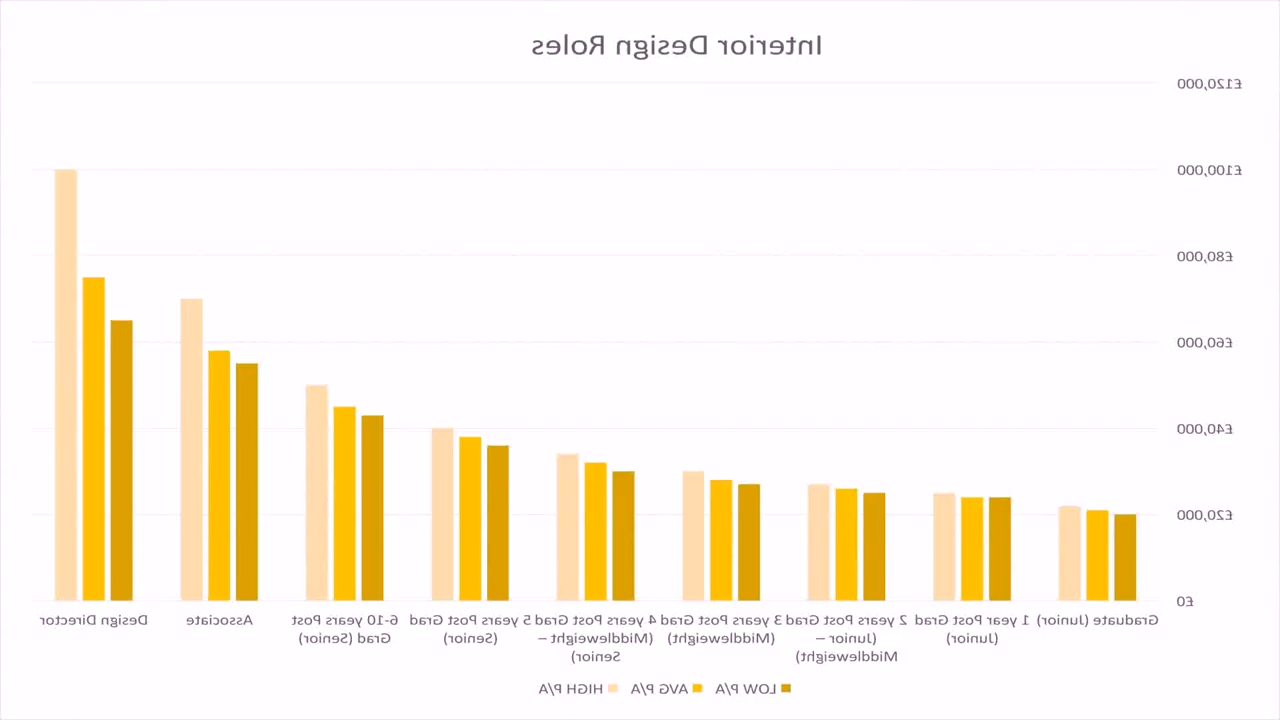 Interior Design Roles
£120,000
£100,000
£80,000
£60,000
£40,000
£20,000
£0
Graduate (Junior)
1 year Post Grad
(Junior)
2 years Post Grad
(Junior –
Middleweight)
3 years Post Grad
(Middleweight)
4 years Post Grad
(Middleweight –
Senior)
5 years Post Grad
(Senior)
6-10 years Post
Grad (Senior)
Associate
Design Director
LOW P/A
AVG P/A
HIGH P/A